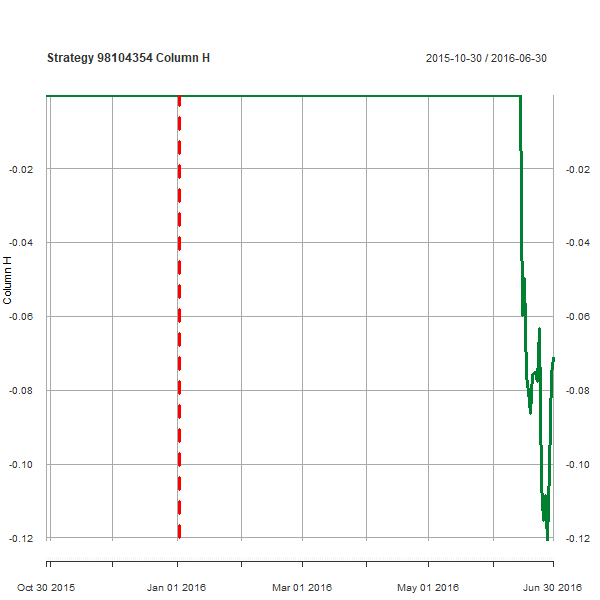 Strategy 98104354 Column H
2015-10-30 / 2016-06-30
-0.02 -0.02
-0.04 -0.04
-0.06 -0.06
-0.08 -0.08
-0.10 -0.10
-0.12 -0.12
Column H
Oct 30 2015 Jan 01 2016 Mar 01 2016 May 01 2016 Jun 30 2016